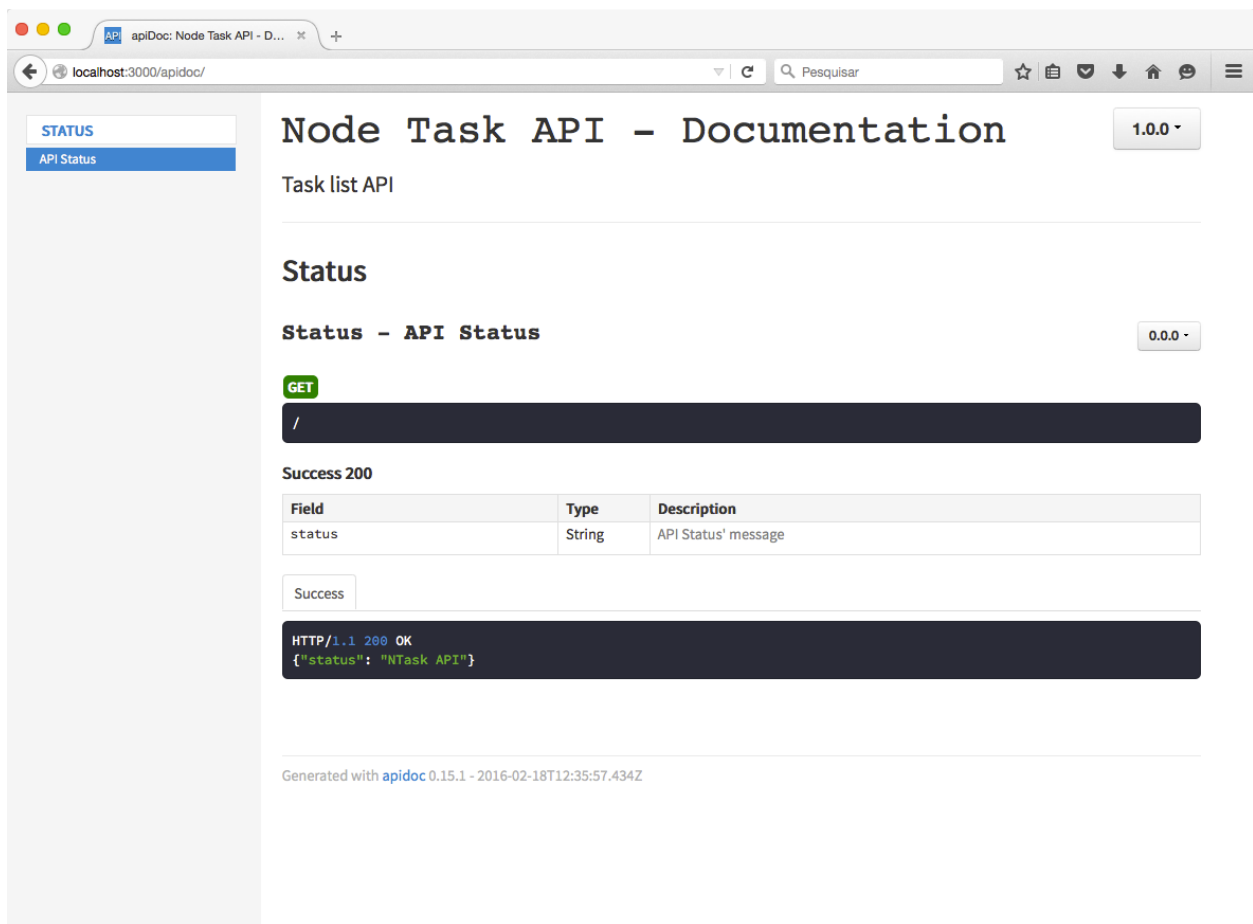 API apiDoc: Node Task API - D...
localhost:3000/apidoc/
Pesquisar
STATUS
API Status
Node Task API - Documentation
1.0.0
Task list API
Status
Status - API Status
0.0.0
GET
/
Success 200
Field Type Description
status String API Status' message
Success
HTTP/1.1 200 OK
{"status": "NTask API"}
Generated with apidoc 0.15.1 - 2016-02-18T12:35:57.434Z